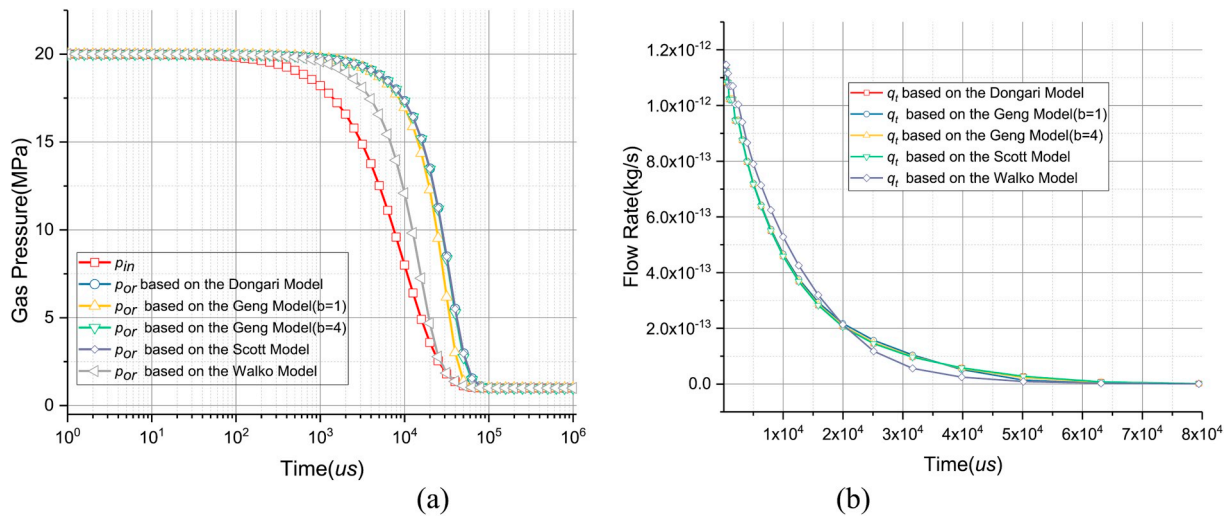 20
15
10
5
0
Gas Pressure(MPa)
p_in
p_or based on the Dongari Model
p_or based on the Geng Model(b=1)
p_or based on the Geng Model(b=4)
p_or based on the Scott Model
p_or based on the Walko Model
10^0 10^1 10^2 10^3 10^4 10^5 10^6
Time(us)
(a)
1.2x10^-12
1.0x10^-12
8.0x10^-13
6.0x10^-13
4.0x10^-13
2.0x10^-13
0.0
Flow Rate(kg/s)
q_t based on the Dongari Model
q_t based on the Geng Model(b=1)
q_t based on the Geng Model(b=4)
q_t based on the Scott Model
q_t based on the Walko Model
1x10^4 2x10^4 3x10^4 4x10^4 5x10^4 6x10^4 7x10^4 8x10^4
Time(us)
(b)